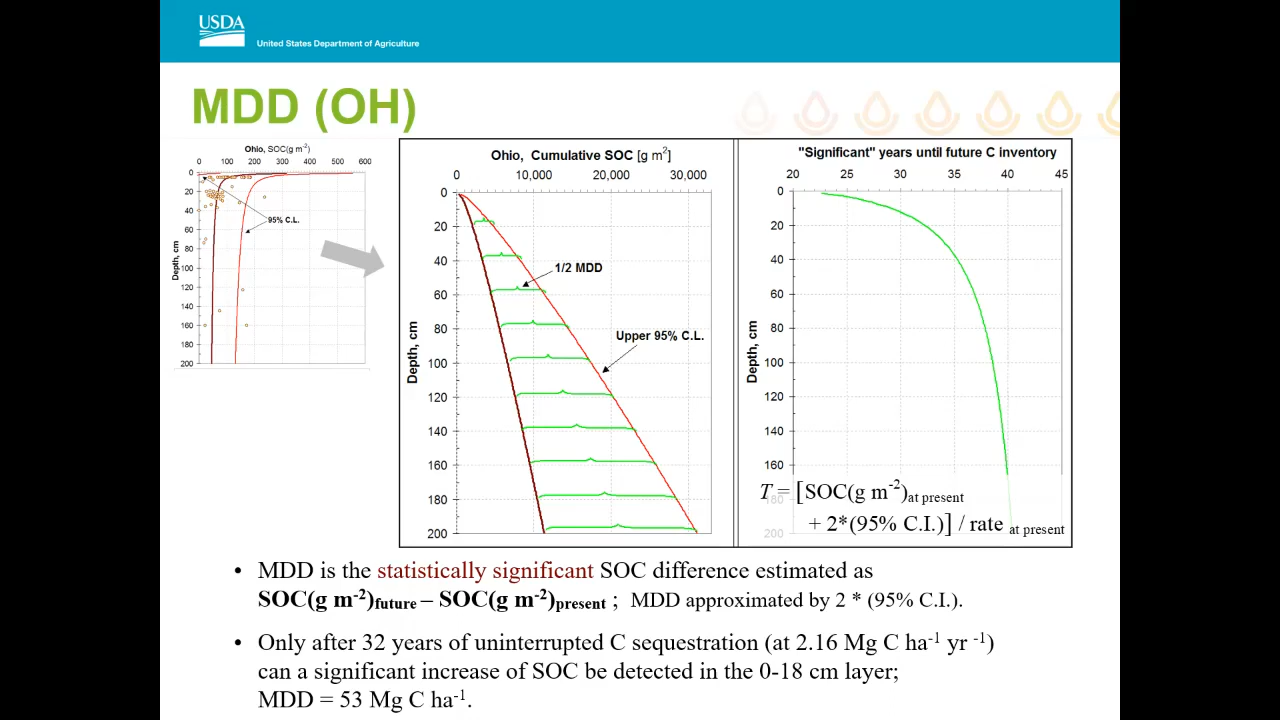 USDA
United States Department of Agriculture
MDD (OH)
Ohio, SOC(g m-2)
0 100 200 300 400 500 600
0
20
40
60
80
100
120
140
160
180
200
Depth, cm
95% C.L.
Ohio, Cumulative SOC [g m2]
0 10,000 20,000 30,000
0
20
40
60
80
100
120
140
160
180
200
Depth, cm
1/2 MDD
Upper 95% C.L.
"Significant" years until future C inventory
20 25 30 35 40 45
0
20
40
60
80
100
120
140
160
180
200
Depth, cm
T = [SOC(g m-2)at present
+ 2*(95% C.I.)] / rate at present
• MDD is the statistically significant SOC difference estimated as
SOC(g m-2)future – SOC(g m-2)present ; MDD approximated by 2 * (95% C.I.).
• Only after 32 years of uninterrupted C sequestration (at 2.16 Mg C ha-1 yr -1)
can a significant increase of SOC be detected in the 0-18 cm layer;
MDD = 53 Mg C ha-1.